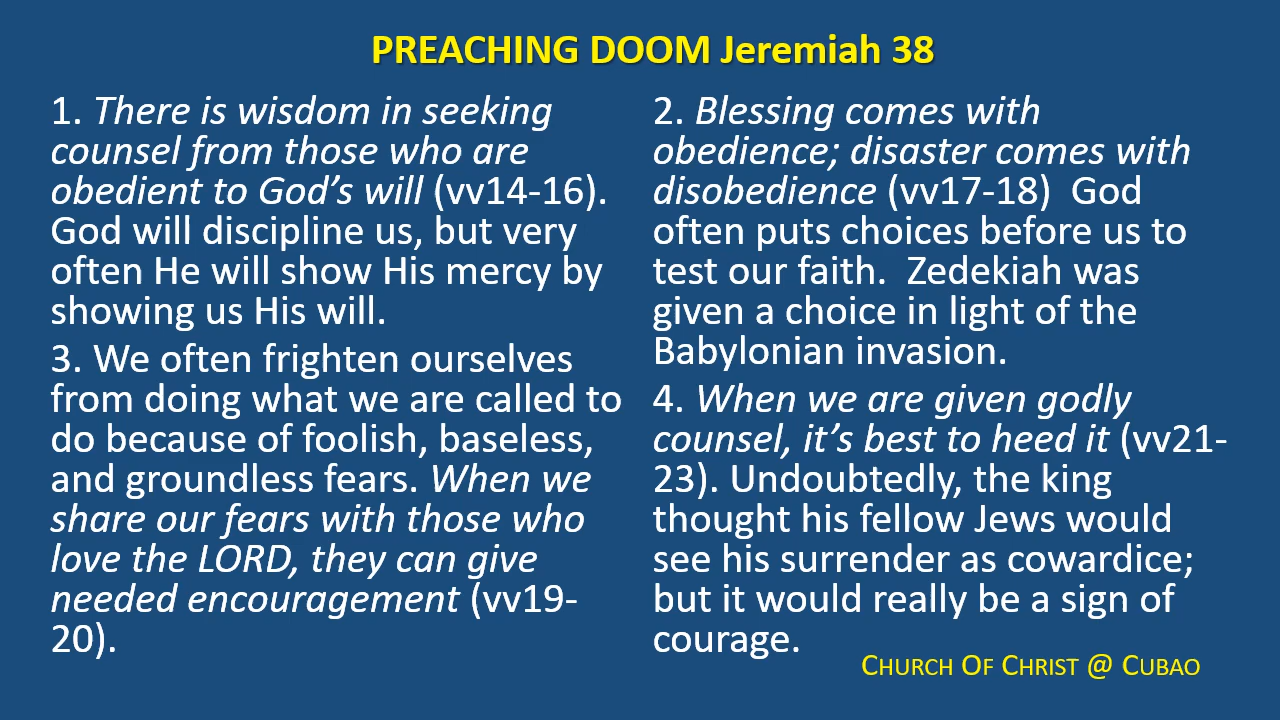 PREACHING DOOM Jeremiah 38
1. There is wisdom in seeking
counsel from those who are
obedient to God's will (vv14-16).
God will discipline us, but very
often He will show His mercy by
showing us His will.
2. Blessing comes with
obedience; disaster comes with
disobedience (vv17-18)  God
often puts choices before us to
test our faith.  Zedekiah was
given a choice in light of the
Babylonian invasion.
3. We often frighten ourselves
from doing what we are called to
do because of foolish, baseless,
and groundless fears. When we
share our fears with those who
love the LORD, they can give
needed encouragement (vv19-
20).
4. When we are given godly
counsel, it's best to heed it (vv21-
23). Undoubtedly, the king
thought his fellow Jews would
see his surrender as cowardice;
but it would really be a sign of
courage.
CHURCH OF CHRIST @ CUBAO